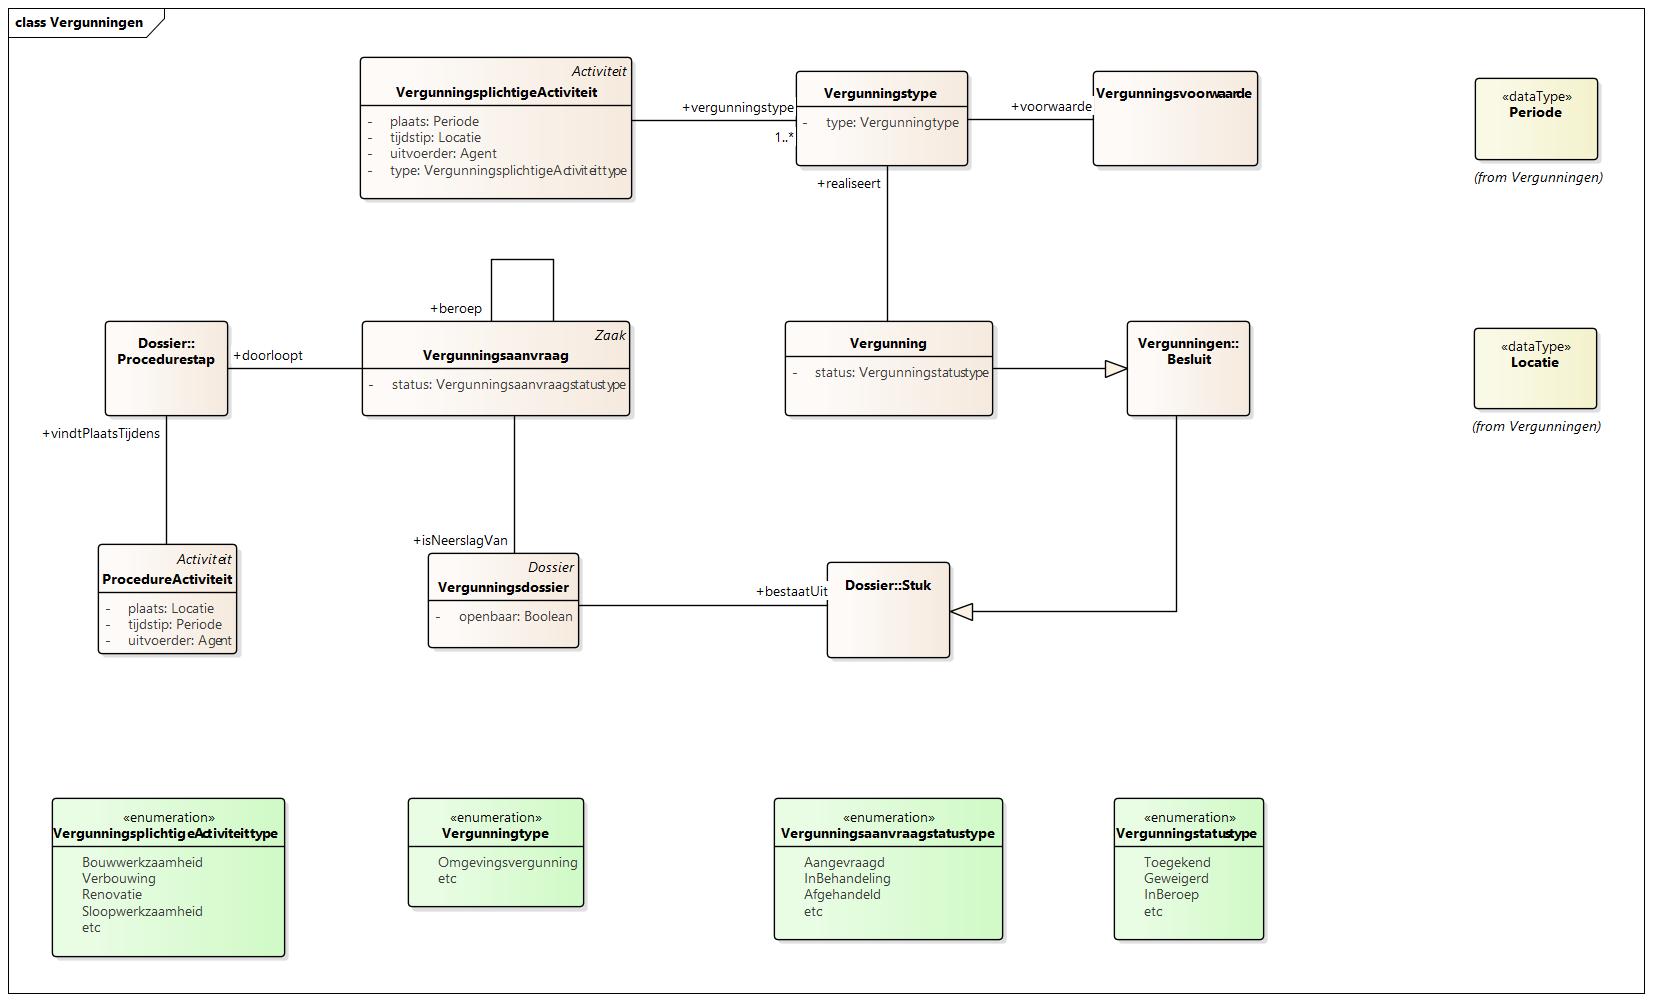 class Vergunningen
Activiteit
VergunningsplichtigeActiviteit
- plaats: Periode
- tijdstip: Locatie
- uitvoerder: Agent
- type: VergunningsplichtigeActiviteittype
+vergunningstype
1..*
Vergunningstype
- type: Vergunningtype
+voorwaarde
Vergunningsvoorwaarde
«dataType»
Periode
(from Vergunningen)
+realiseert
+beroep
Dossier::
Procedurestap
+doorloopt
Zaak
Vergunningsaanvraag
- status: Vergunningsaanvraagstatustype
Vergunning
- status: Vergunningstatustype
Vergunningen::
Besluit
«dataType»
Locatie
(from Vergunningen)
+vindtPlaatsTijdens
+isNeerslagVan
Activiteit
ProcedureActiviteit
- plaats: Locatie
- tijdstip: Periode
- uitvoerder: Agent
Dossier
Vergunningsdossier
- openbaar: Boolean
+bestaatUit
Dossier::Stuk
«enumeration»
VergunningsplichtigeActiviteittype
Bouwwerkzaamheid
Verbouwing
Renovatie
Sloopwerkzaamheid
etc
«enumeration»
Vergunningtype
Omgevingsvergunning
etc
«enumeration»
Vergunningsaanvraagstatustype
Aangevraagd
InBehandeling
Afgehandeld
etc
«enumeration»
Vergunningstatustype
Toegekend
Geweigerd
InBeroep
etc